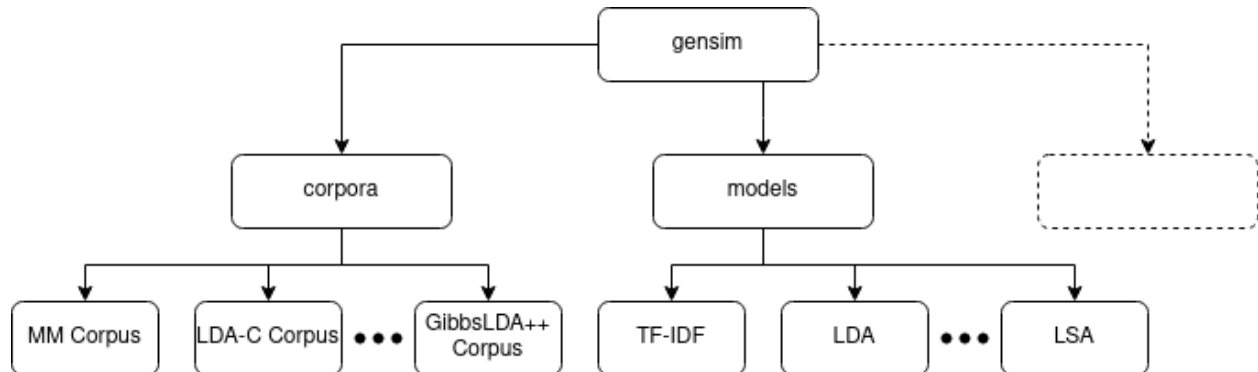 gensim
corpora
models
MM Corpus
LDA-C Corpus
GibbsLDA++
Corpus
TF-IDF
LDA
LSA